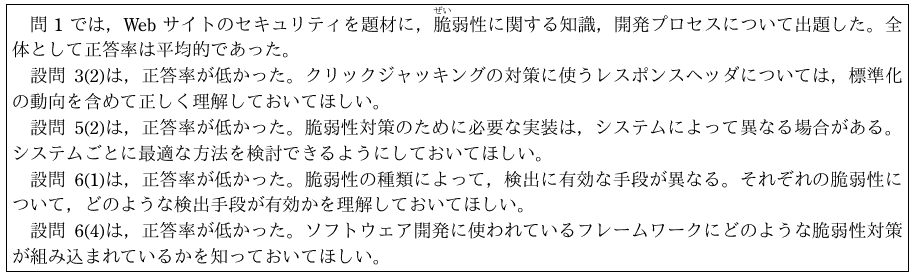 問 1 では，Web サイトのセキュリティを題材に，脆弱性に関する知識，開発プロセスについて出題した。全
体として正答率は平均的であった。
設問 3(2)は，正答率が低かった。クリックジャッキングの対策に使うレスポンスヘッダについては，標準化
の動向を含めて正しく理解しておいてほしい。
設問 5(2)は，正答率が低かった。脆弱性対策のために必要な実装は，システムによって異なる場合がある。
システムごとに最適な方法を検討できるようにしておいてほしい。
設問 6(1)は，正答率が低かった。脆弱性の種類によって，検出に有効な手段が異なる。それぞれの脆弱性に
ついて，どのような検出手段が有効かを理解しておいてほしい。
設問 6(4)は，正答率が低かった。ソフトウェア開発に使われているフレームワークにどのような脆弱性対策
が組み込まれているかを知っておいてほしい。